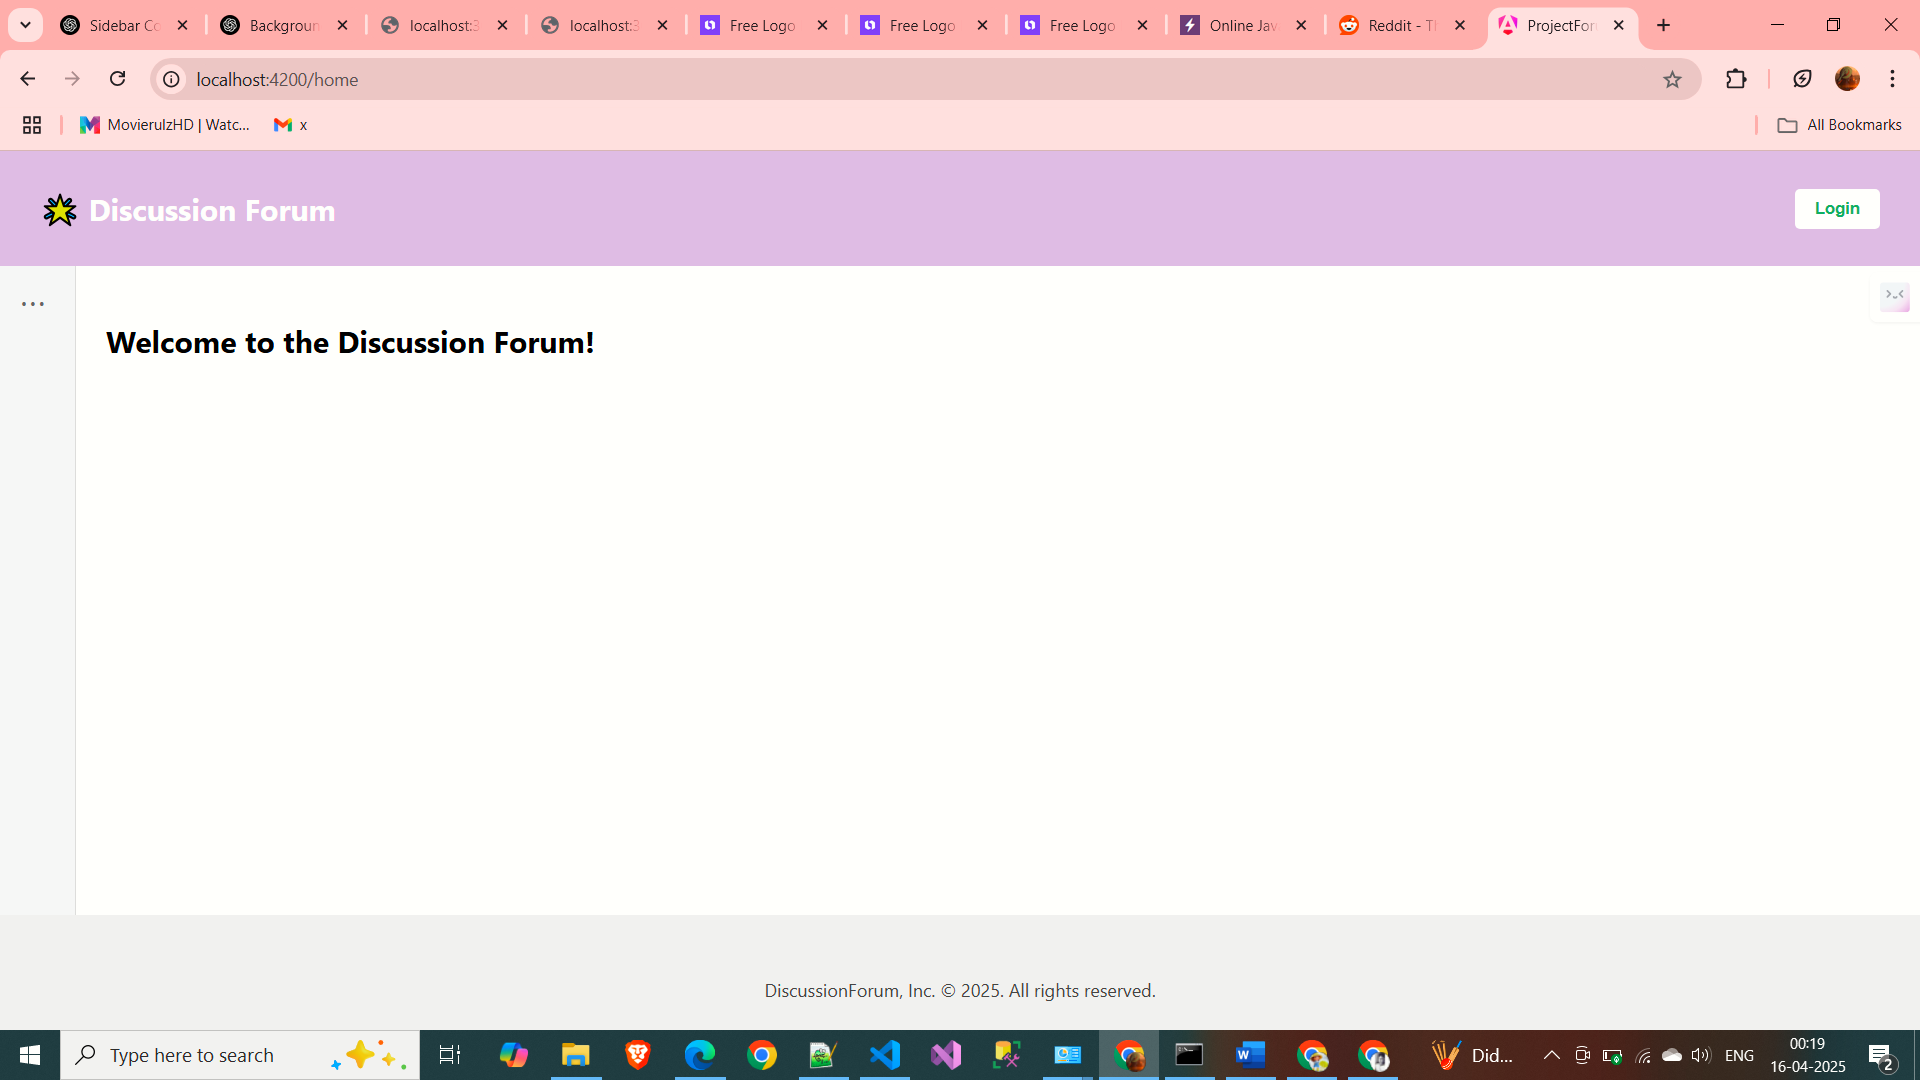 Sidebar Co
Backgroun
localhost:3
localhost:3
Free Logo
Free Logo
Free Logo
Online Jav
Reddit - Th
ProjectFor
localhost:4200/home
MovierulzHD | Watc...
x
All Bookmarks
Discussion Forum
Login
...
Welcome to the Discussion Forum!
DiscussionForum, Inc. © 2025. All rights reserved.
Type here to search
Did...
ENG
00:19
16-04-2025
2